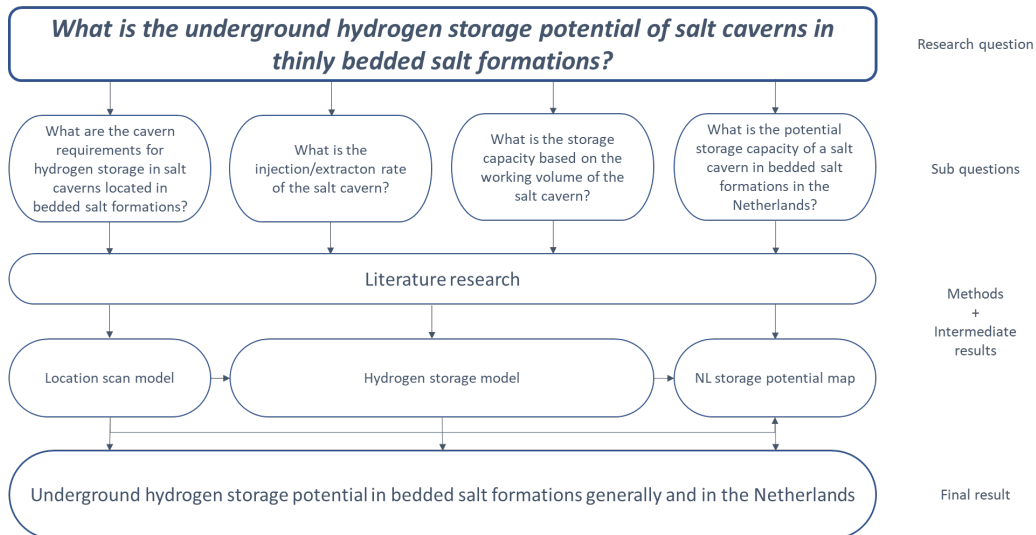 What is the underground hydrogen storage potential of salt caverns in
thinly bedded salt formations?
Research question
What are the cavern
requirements for
hydrogen storage in salt
caverns located in
bedded salt formations?
What is the
injection/extracton rate
of the salt cavern?
What is the storage
capacity based on the
working volume of the
salt cavern?
What is the potential
storage capacity of a salt
cavern in bedded salt
formations in the
Netherlands?
Sub questions
Literature research
Methods
+
Intermediate
results
Location scan model
Hydrogen storage model
NL storage potential map
Underground hydrogen storage potential in bedded salt formations generally and in the Netherlands
Final result